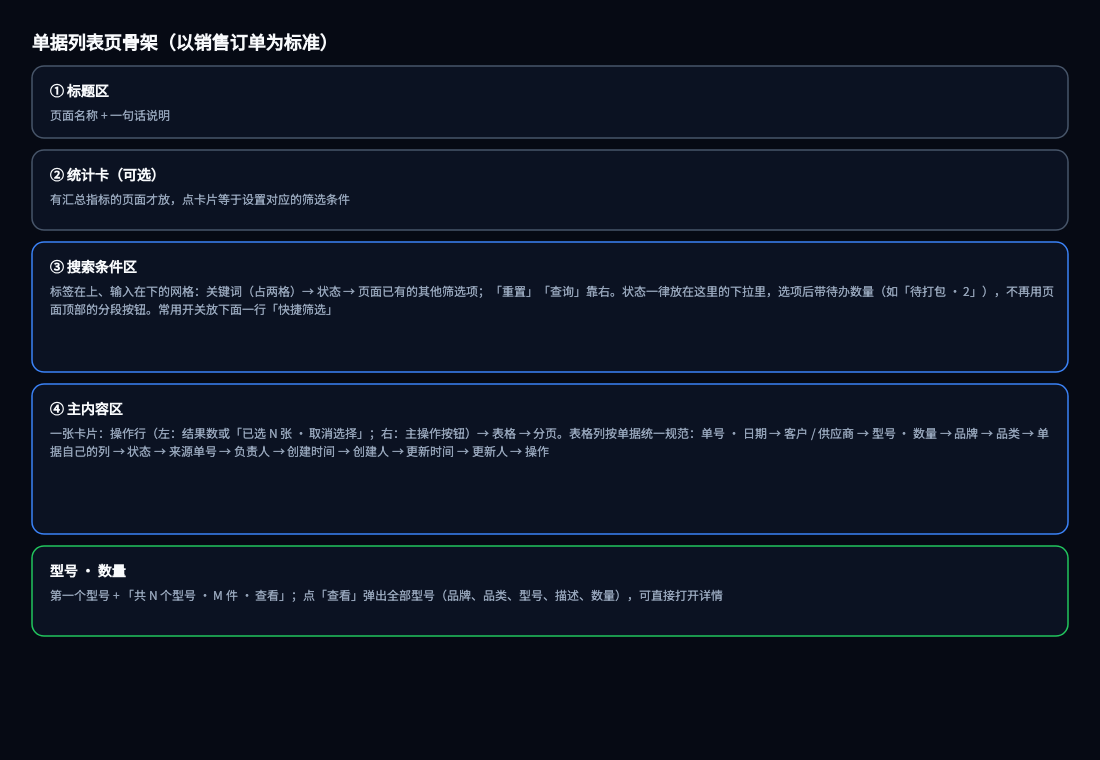 单据列表页骨架（以销售订单为标准）
① 标题区
页面名称 + 一句话说明
② 统计卡（可选）
有汇总指标的页面才放，点卡片等于设置对应的筛选条件
③ 搜索条件区
标签在上、输入在下的网格：关键词（占两格）→ 状态 → 页面已有的其他筛选项；「重置」「查询」靠右。状态一律放在这里的下拉里，选项后带待办数量（如「待打包 · 2」），不再用页
面顶部的分段按钮。常用开关放下面一行「快捷筛选」
④ 主内容区
一张卡片：操作行（左：结果数或「已选 N 张 · 取消选择」；右：主操作按钮）→ 表格 → 分页。表格列按单据统一规范：单号 · 日期 → 客户 / 供应商 → 型号 · 数量 → 品牌 → 品类 → 单
据自己的列 → 状态 → 来源单号 → 负责人 → 创建时间 → 创建人 → 更新时间 → 更新人 → 操作
型号 · 数量
第一个型号 + 「共 N 个型号 · M 件 · 查看」；点「查看」弹出全部型号（品牌、品类、型号、描述、数量），可直接打开详情